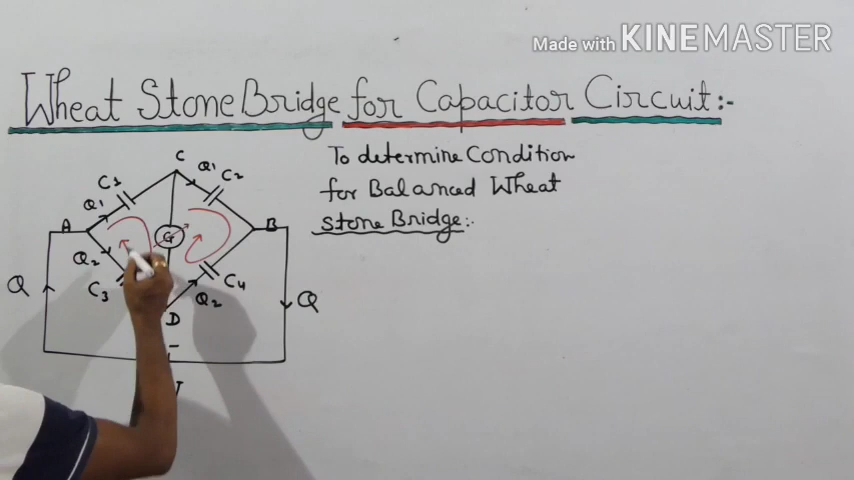 Made with KINEMASTER
Wheat Stone Bridge for Capacitor Circuit :-
To determine Condition
for Balanced Wheat
Stone Bridge :-
C
C1
Q1
C2
Q1
A
G
B
Q2
C3
C4
Q2
D
Q
Q
-